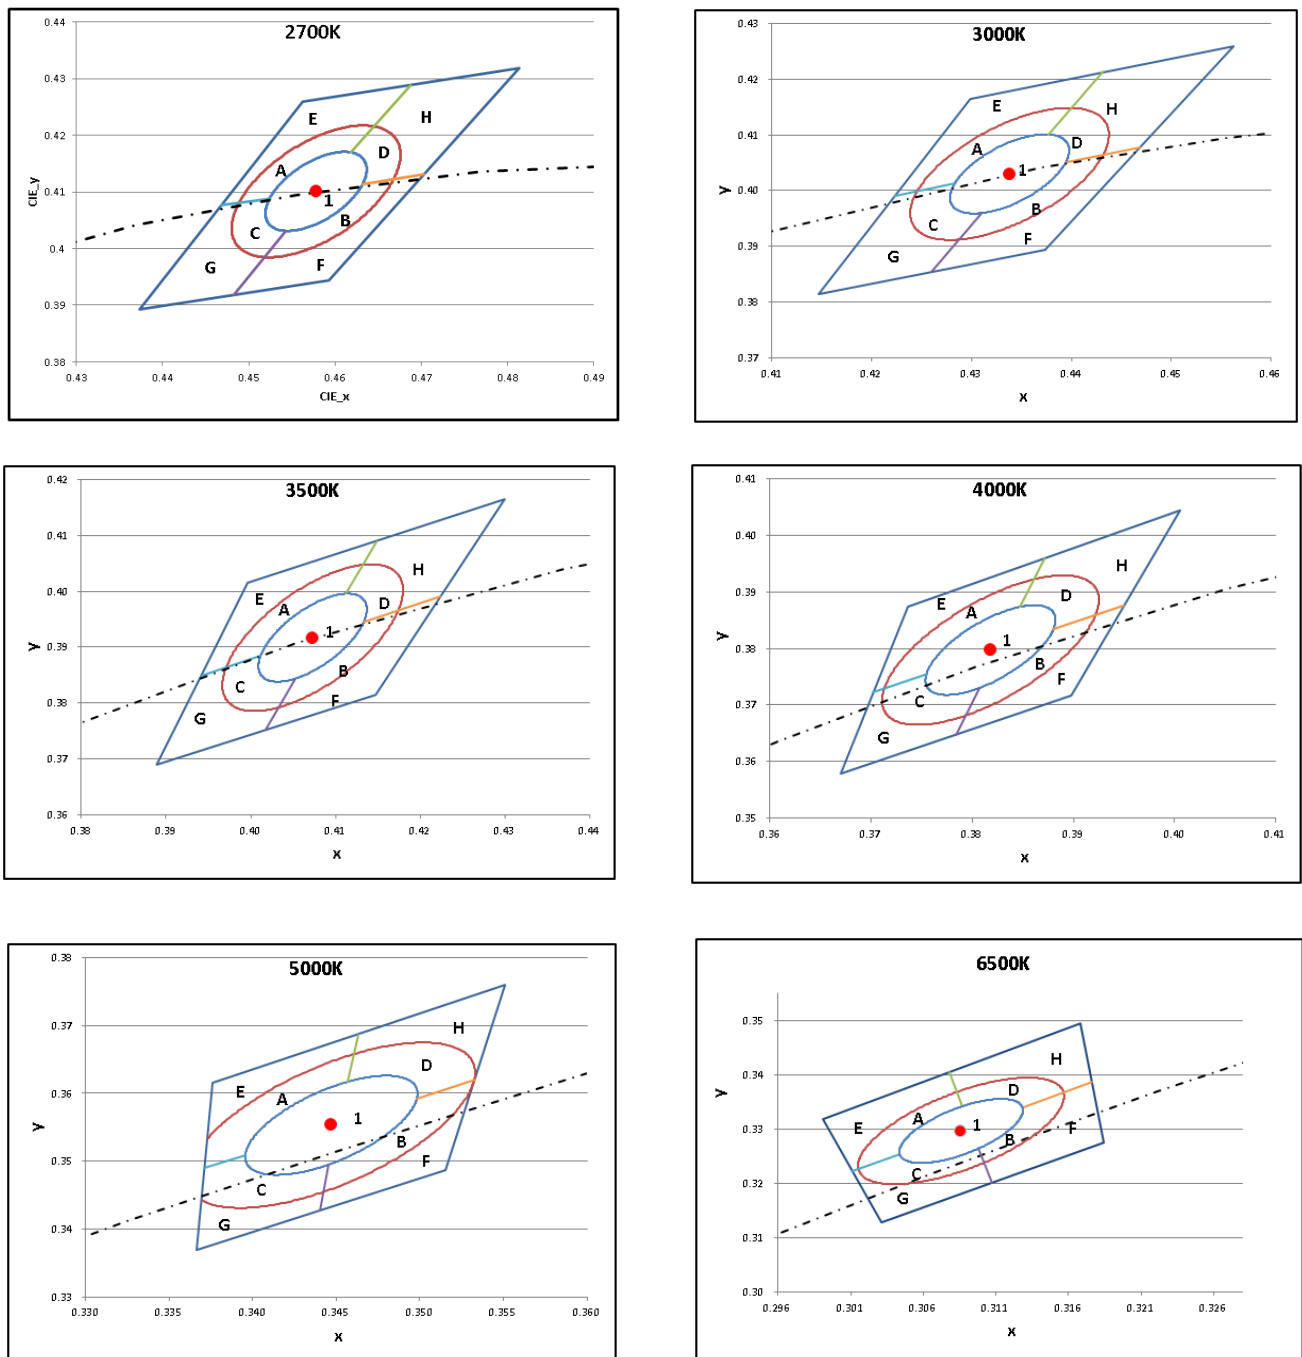 2700K
0.44
0.43
0.42
0.41
0.4
0.39
0.38
CIE_y
E
H
A
D
1
B
C
G
F
0.43
0.44
0.45
0.46
0.47
0.48
0.49
CIE_x
3000K
0.43
0.42
0.41
0.40
0.39
0.38
0.37
y
E
H
A
D
1
B
C
F
G
0.41
0.42
0.43
0.44
0.45
0.46
x
3500K
0.42
0.41
0.40
0.39
0.38
0.37
0.36
y
H
E
A
D
1
B
C
F
G
0.38
0.39
0.40
0.41
0.42
0.43
0.44
x
4000K
0.41
0.40
0.39
0.38
0.37
0.36
0.35
y
H
E
D
A
1
B
F
C
G
0.36
0.37
0.38
0.39
0.40
0.41
x
5000K
0.38
0.37
0.36
0.35
0.34
0.33
y
H
D
E
A
1
B
F
C
G
0.330
0.335
0.340
0.345
0.350
0.355
0.360
x
6500K
0.35
0.34
0.33
0.32
0.31
0.30
y
H
D
A
E
1
F
B
C
G
0.296
0.301
0.306
0.311
0.316
0.321
0.326
x